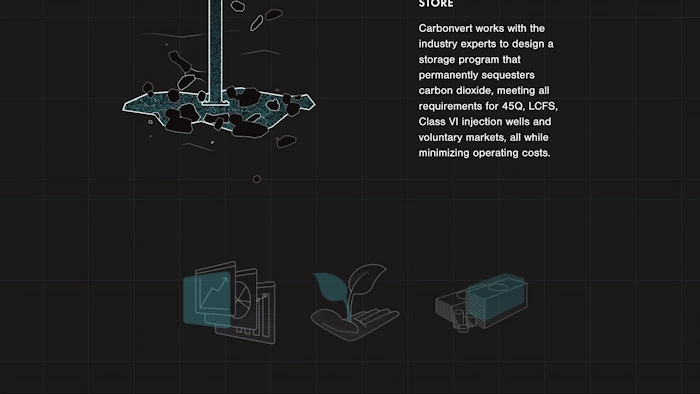 STORE
Carbonvert works with the
industry experts to design a
storage program that
permanently sequesters
carbon dioxide, meeting all
requirements for 45Q, LCFS,
Class VI injection wells and
voluntary markets, all while
minimizing operating costs.